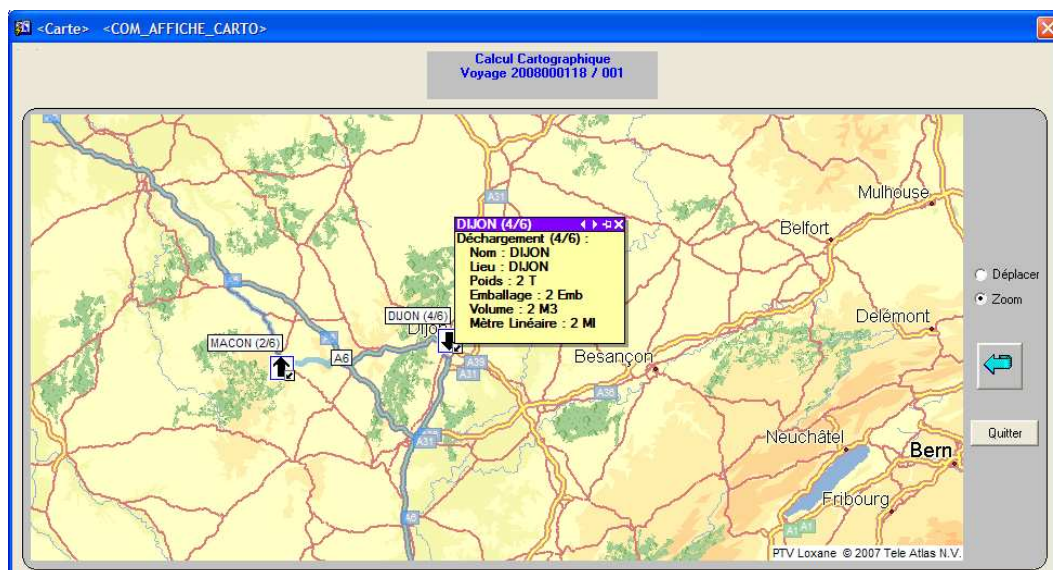 <Carte> <COM_AFFICHE_CARTO>
Calcul Cartographique
Voyage 2008000118 / 001
A31
Mulhouse
DIJON (4/6)
Déchargement (4/6) :
Nom : DIJON
Lieu : DIJON
Poids : 2 T
Emballage : 2 Emb
Volume : 2 M3
Mètre Linéaire : 2 Ml
Belfort
Déplacer
Zoom
DIJON (4/6)
Dijon
Delémont
MACON (2/6)
A6
Besançon
A39
A31
A36
A31
Neuchâtel
Quitter
Bern
Fribourg
A6
A1
A1
PTV Loxane © 2007 Tele Atlas N.V.